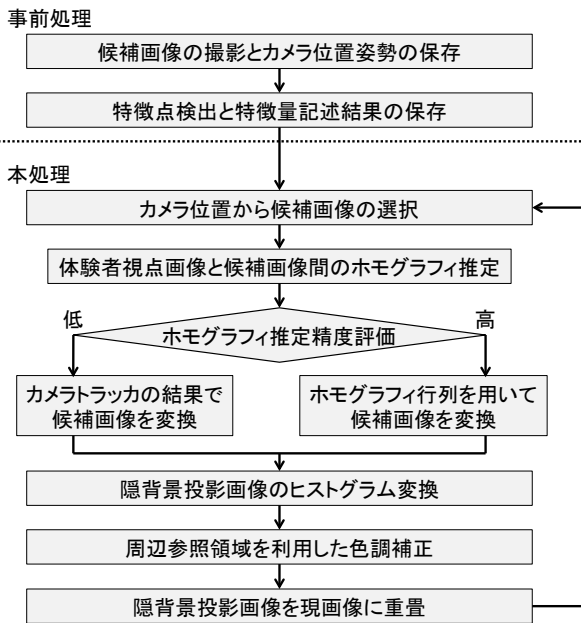 事前処理
候補画像の撮影とカメラ位置姿勢の保存
特徴点検出と特徴量記述結果の保存
本処理
カメラ位置から候補画像の選択
体験者視点画像と候補画像間のホモグラフィ推定
低
高
ホモグラフィ推定精度評価
カメラトラッカの結果で
候補画像を変換
ホモグラフィ行列を用いて
候補画像を変換
隠背景投影画像のヒストグラム変換
周辺参照領域を利用した色調補正
隠背景投影画像を現画像に重畳